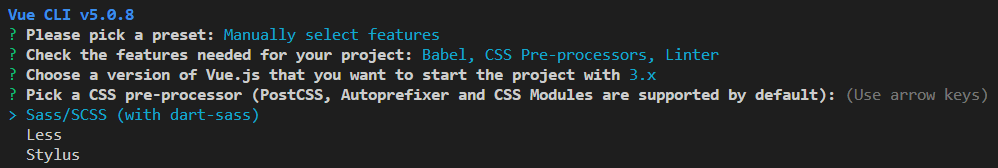 Vue CLI v5.0.8
? Please pick a preset: Manually select features
? Check the features needed for your project: Babel, CSS Pre-processors, Linter
? Choose a version of Vue.js that you want to start the project with 3.x
? Pick a CSS pre-processor (PostCSS, Autoprefixer and CSS Modules are supported by default): (Use arrow keys)
> Sass/SCSS (with dart-sass)
Less
Stylus